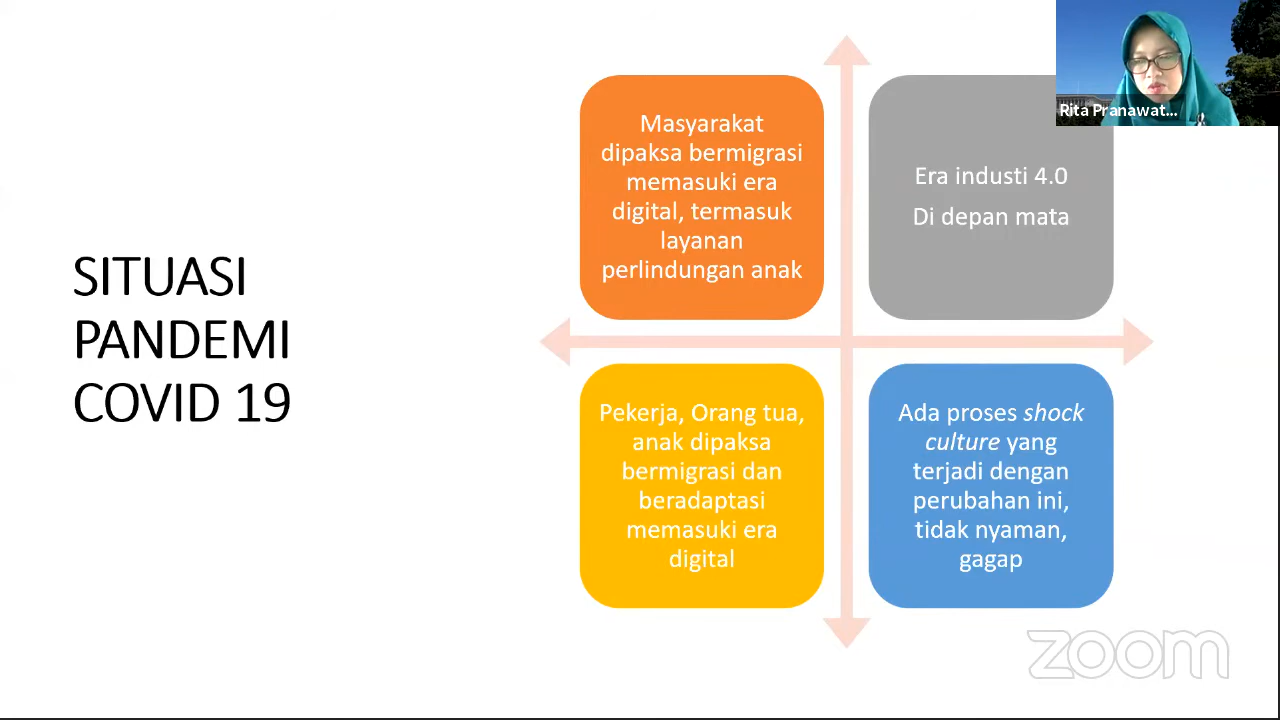 SITUASI
PANDEMI
COVID 19
Masyarakat
dipaksa bermigrasi
memasuki era
digital, termasuk
layanan
perlindungan anak
Era industi 4.0
Di depan mata
Pekerja, Orang tua,
anak dipaksa
bermigrasi dan
beradaptasi
memasuki era
digital
Ada proses shock
culture yang
terjadi dengan
perubahan ini,
tidak nyaman,
gagap
Rita Pranawat...
zoom